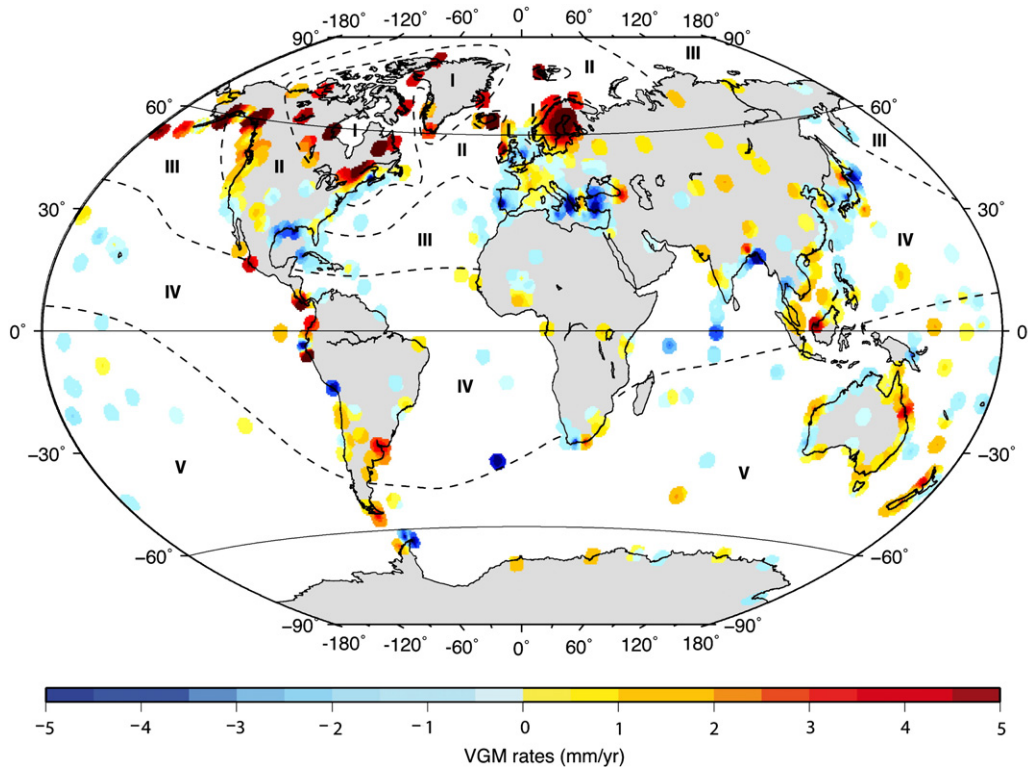 -180° -120° -60° 0° 60° 120° 180°
90° 90°
III
II
I
60° 60°
I
I
I
II
III
III
II
30° 30°
III
IV
IV
0° 0°
IV
−30° −30°
V
V
−60° −60°
−90° −90°
-180° -120° -60° 0° 60° 120° 180°
−5 −4 −3 −2 −1 0 1 2 3 4 5
VGM rates (mm/yr)